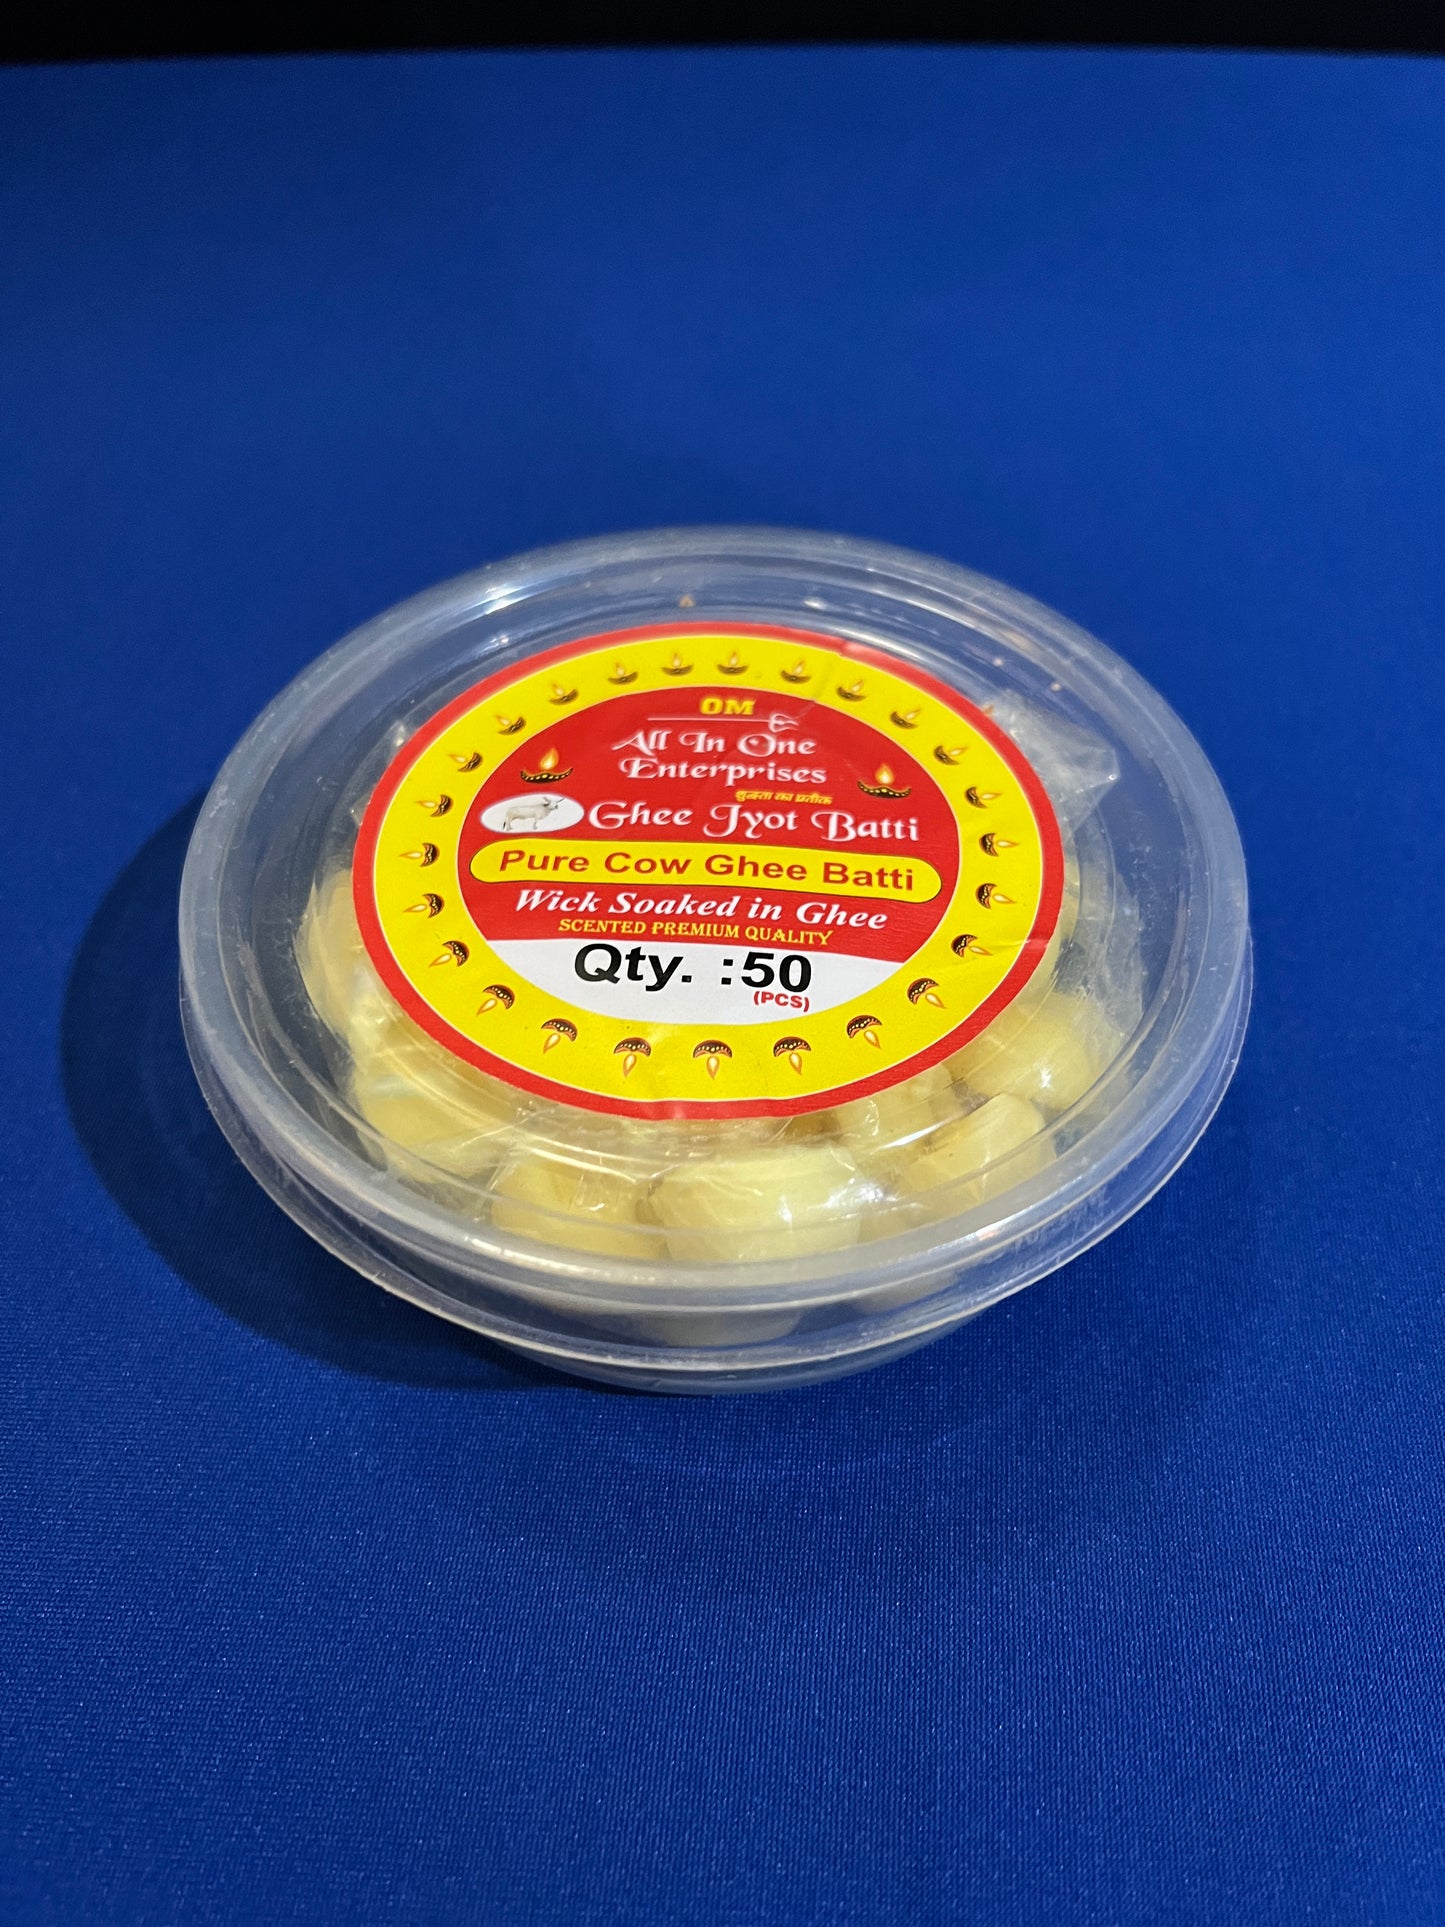 OM
All In One
Enterprises
शुद्धता का प्रतीक
Ghee Jyot Batti
Pure Cow Ghee Batti
Wick Soaked in Ghee
SCENTED PREMIUM QUALITY
Qty. :50
(PCS)